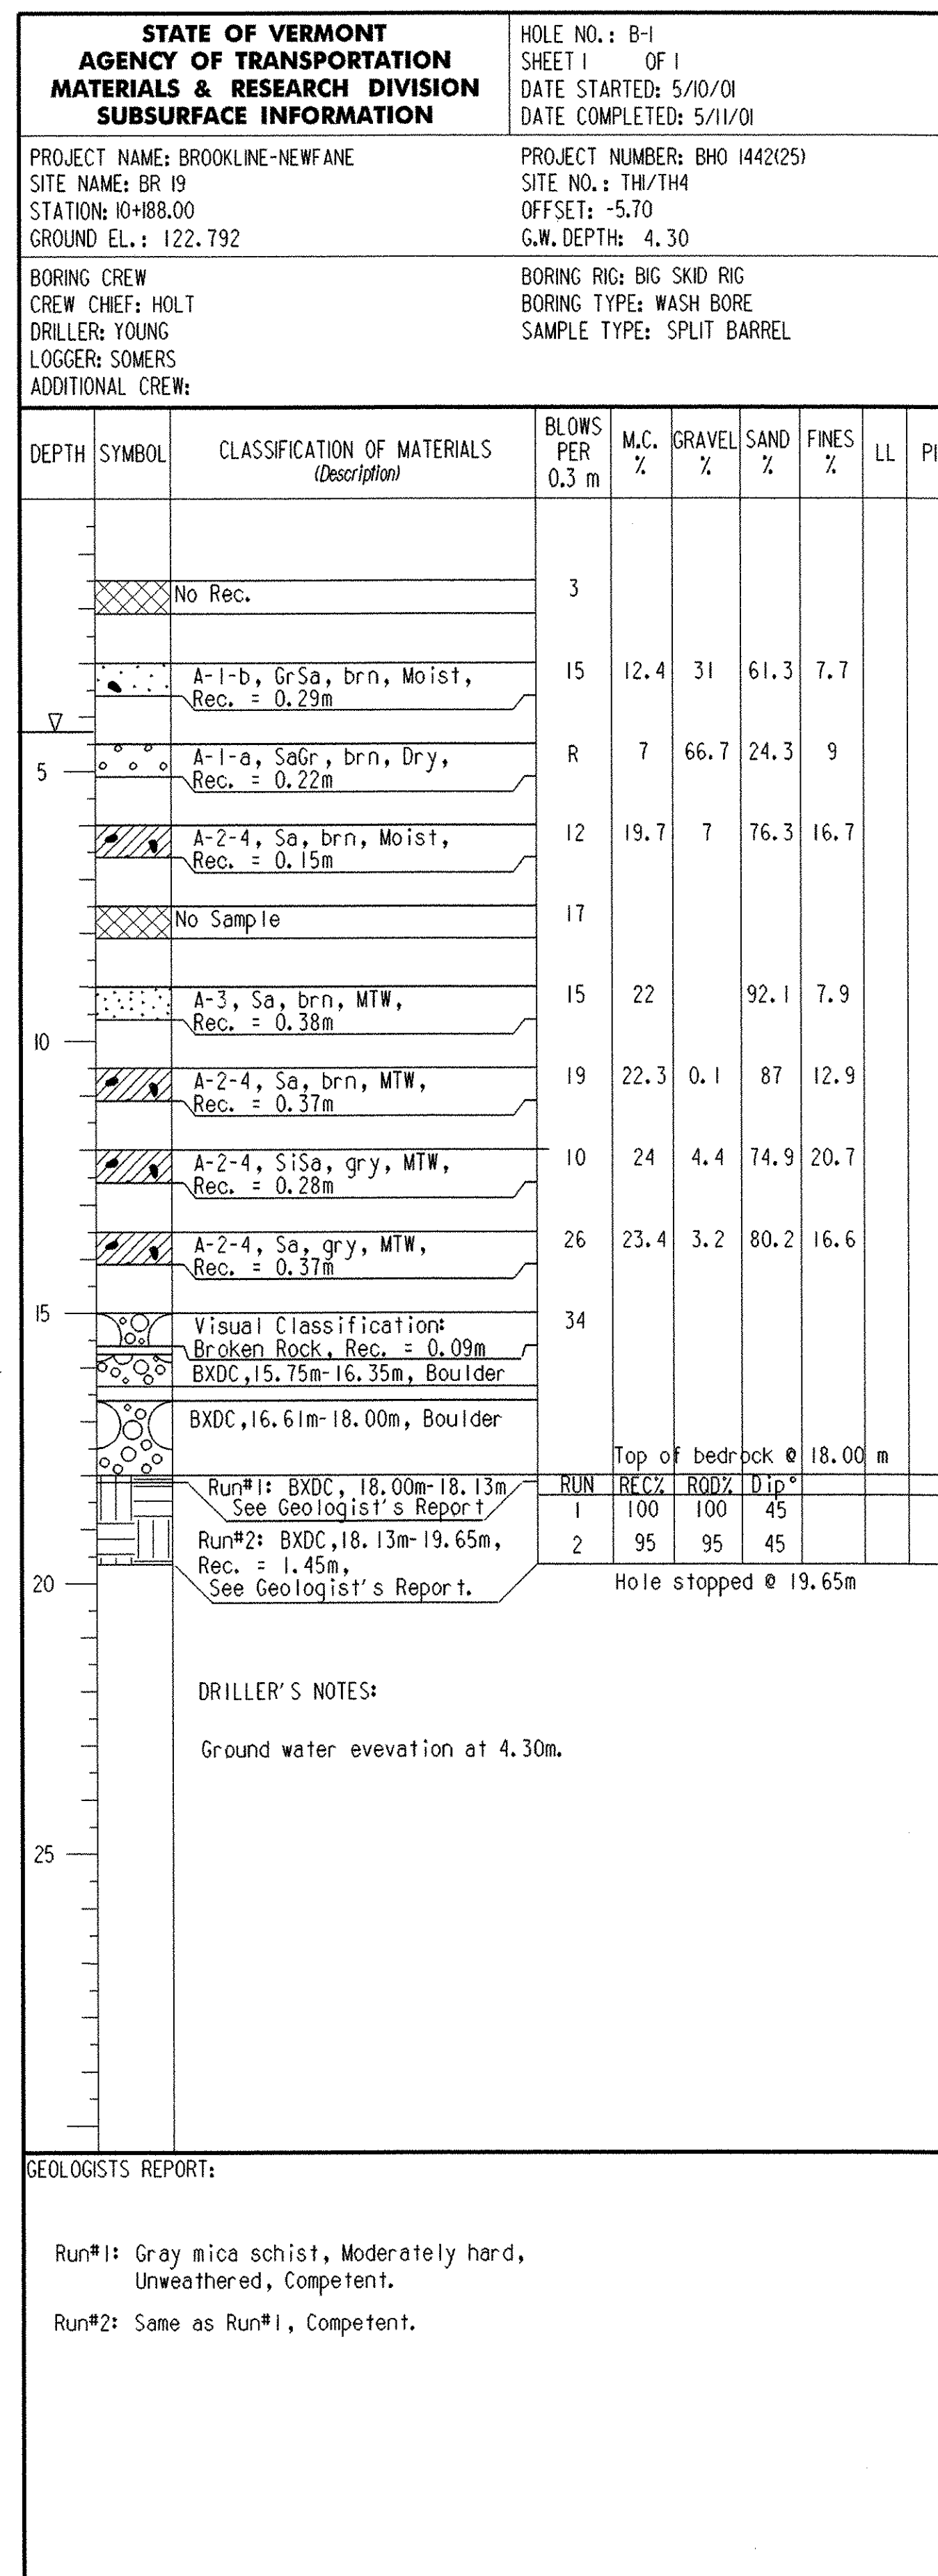 STATE OF VERMONT
AGENCY OF TRANSPORTATION
MATERIALS & RESEARCH DIVISION
SUBSURFACE INFORMATION
HOLE NO.: B-1
SHEET 1 OF 1
DATE STARTED: 5/10/01
DATE COMPLETED: 5/11/01
PROJECT NAME: BROOKLINE-NEWFANE
SITE NAME: BR 19
STATION: 10+188.00
GROUND EL.: 122.792
PROJECT NUMBER: BHO 1442(25)
SITE NO.: TH1/TH4
OFFSET: -5.70
G.W. DEPTH: 4.30
BORING CREW
CREW CHIEF: HOLT
DRILLER: YOUNG
LOGGER: SOMERS
ADDITIONAL CREW:
BORING RIG: BIG SKID RIG
BORING TYPE: WASH BORE
SAMPLE TYPE: SPLIT BARREL
DEPTH SYMBOL CLASSIFICATION OF MATERIALS (Description) BLOWS PER 0.3 m M.C. % GRAVEL % SAND % FINES % LL PI
No Rec. 3
A-1-b, GrSa, brn, Moist, 15 12.4 31 61.3 7.7
Rec. = 0.29m
5 A-1-a, SaGr, brn, Dry, R 7 66.7 24.3 9
Rec. = 0.22m
A-2-4, Sa, brn, Moist, 12 19.7 7 76.3 16.7
Rec. = 0.15m
No Sample 17
A-3, Sa, brn, MTW, 15 22 92.1 7.9
Rec. = 0.38m
10
A-2-4, Sa, brn, MTW, 19 22.3 0.1 87 12.9
Rec. = 0.37m
A-2-4, SiSa, gry, MTW, 10 24 4.4 74.9 20.7
Rec. = 0.28m
A-2-4, Sa, gry, MTW, 26 23.4 3.2 80.2 16.6
Rec. = 0.37m
15 Visual Classification: 34
Broken Rock, Rec. = 0.09m
BXDC, 15.75m-16.35m, Boulder
BXDC, 16.61m-18.00m, Boulder
Top of bedrock @ 18.00 m
Run#1: BXDC, 18.00m-18.13m RUN REC% RQD% Dip°
See Geologist's Report 1 100 100 45
Run#2: BXDC, 18.13m-19.65m, 2 95 95 45
Rec. = 1.45m,
20 See Geologist's Report. Hole stopped @ 19.65m
DRILLER'S NOTES:
Ground water evevation at 4.30m.
25
GEOLOGISTS REPORT:
Run#1: Gray mica schist, Moderately hard,
Unweathered, Competent.
Run#2: Same as Run#1, Competent.